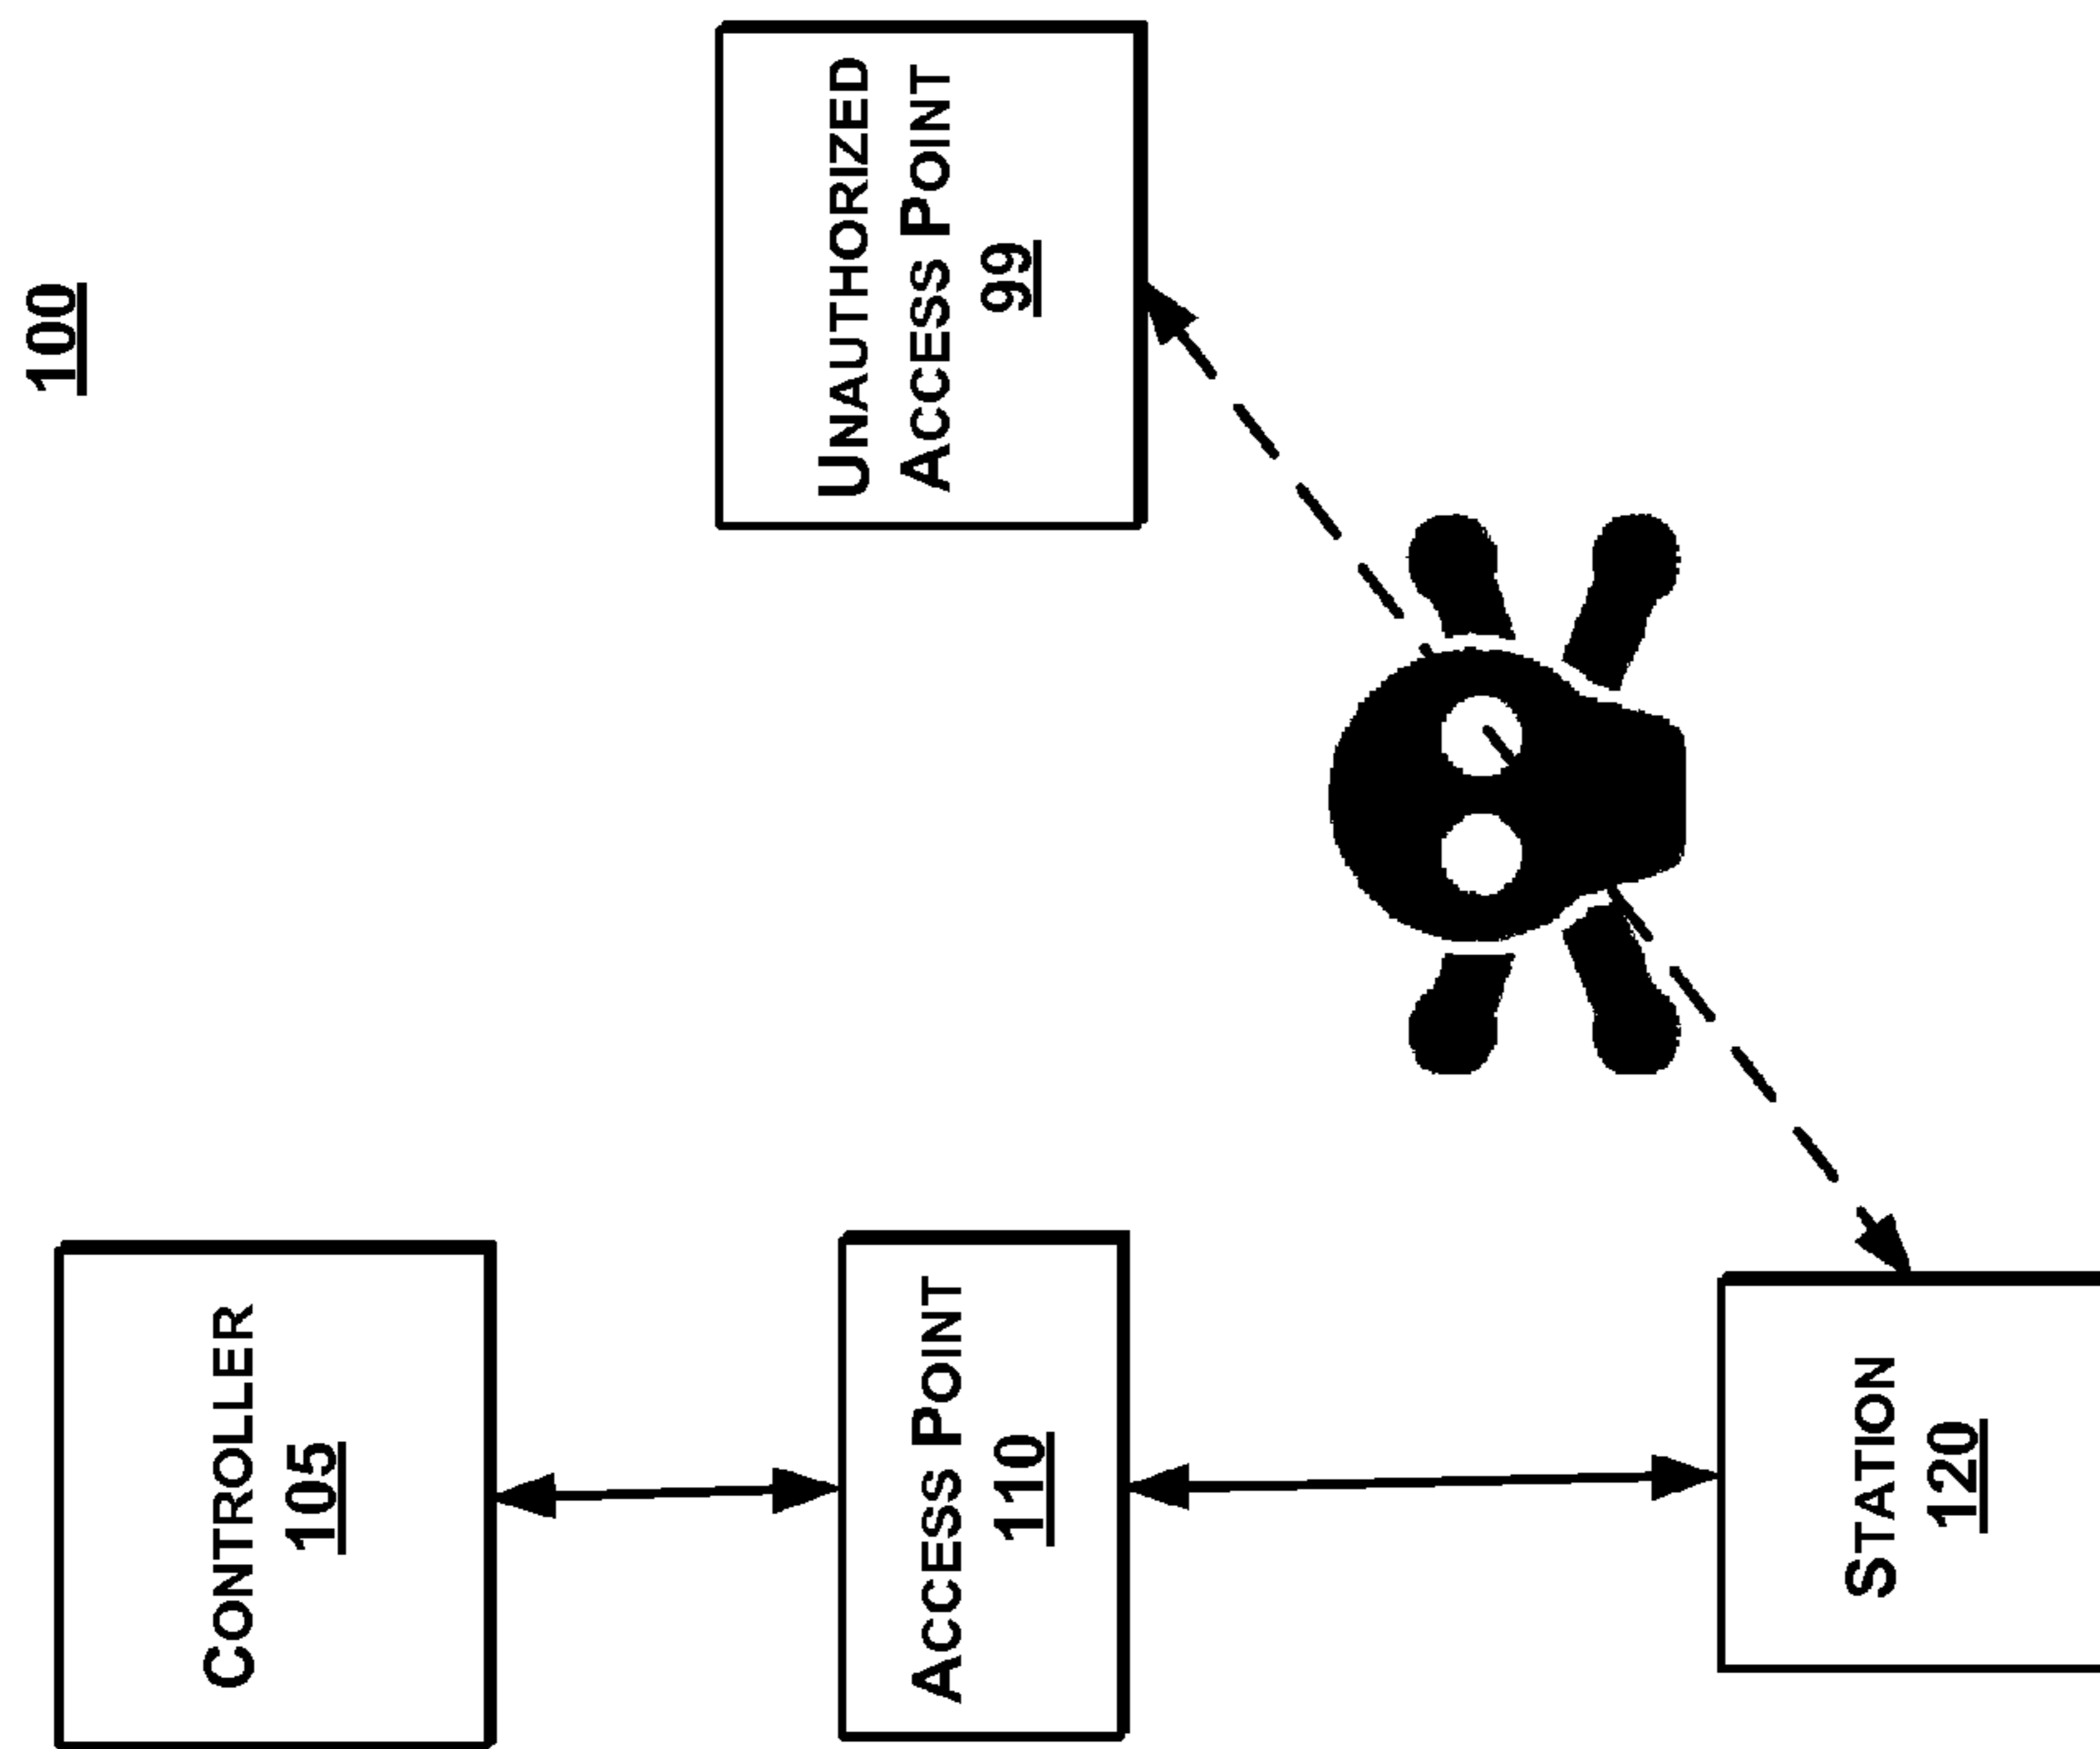 100
CONTROLLER
105
ACCESS POINT
110
STATION
120
UNAUTHORIZED
ACCESS POINT
99